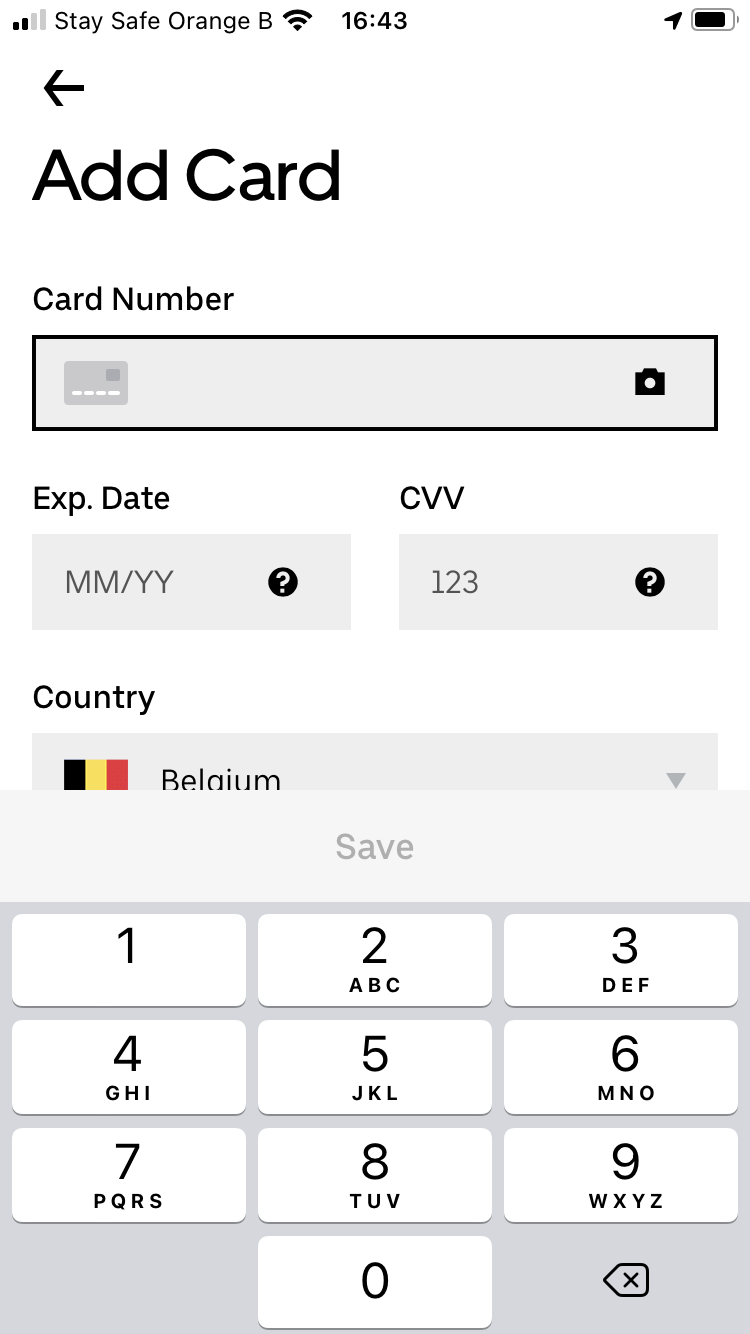 Stay Safe Orange B 16:43
Add Card
Card Number
Exp. Date CVV
MM/YY ? 123 ?
Country
Belgium
Save
1 2 3
ABC DEF
4 5 6
GHI JKL MNO
7 8 9
PQRS TUV WXYZ
0